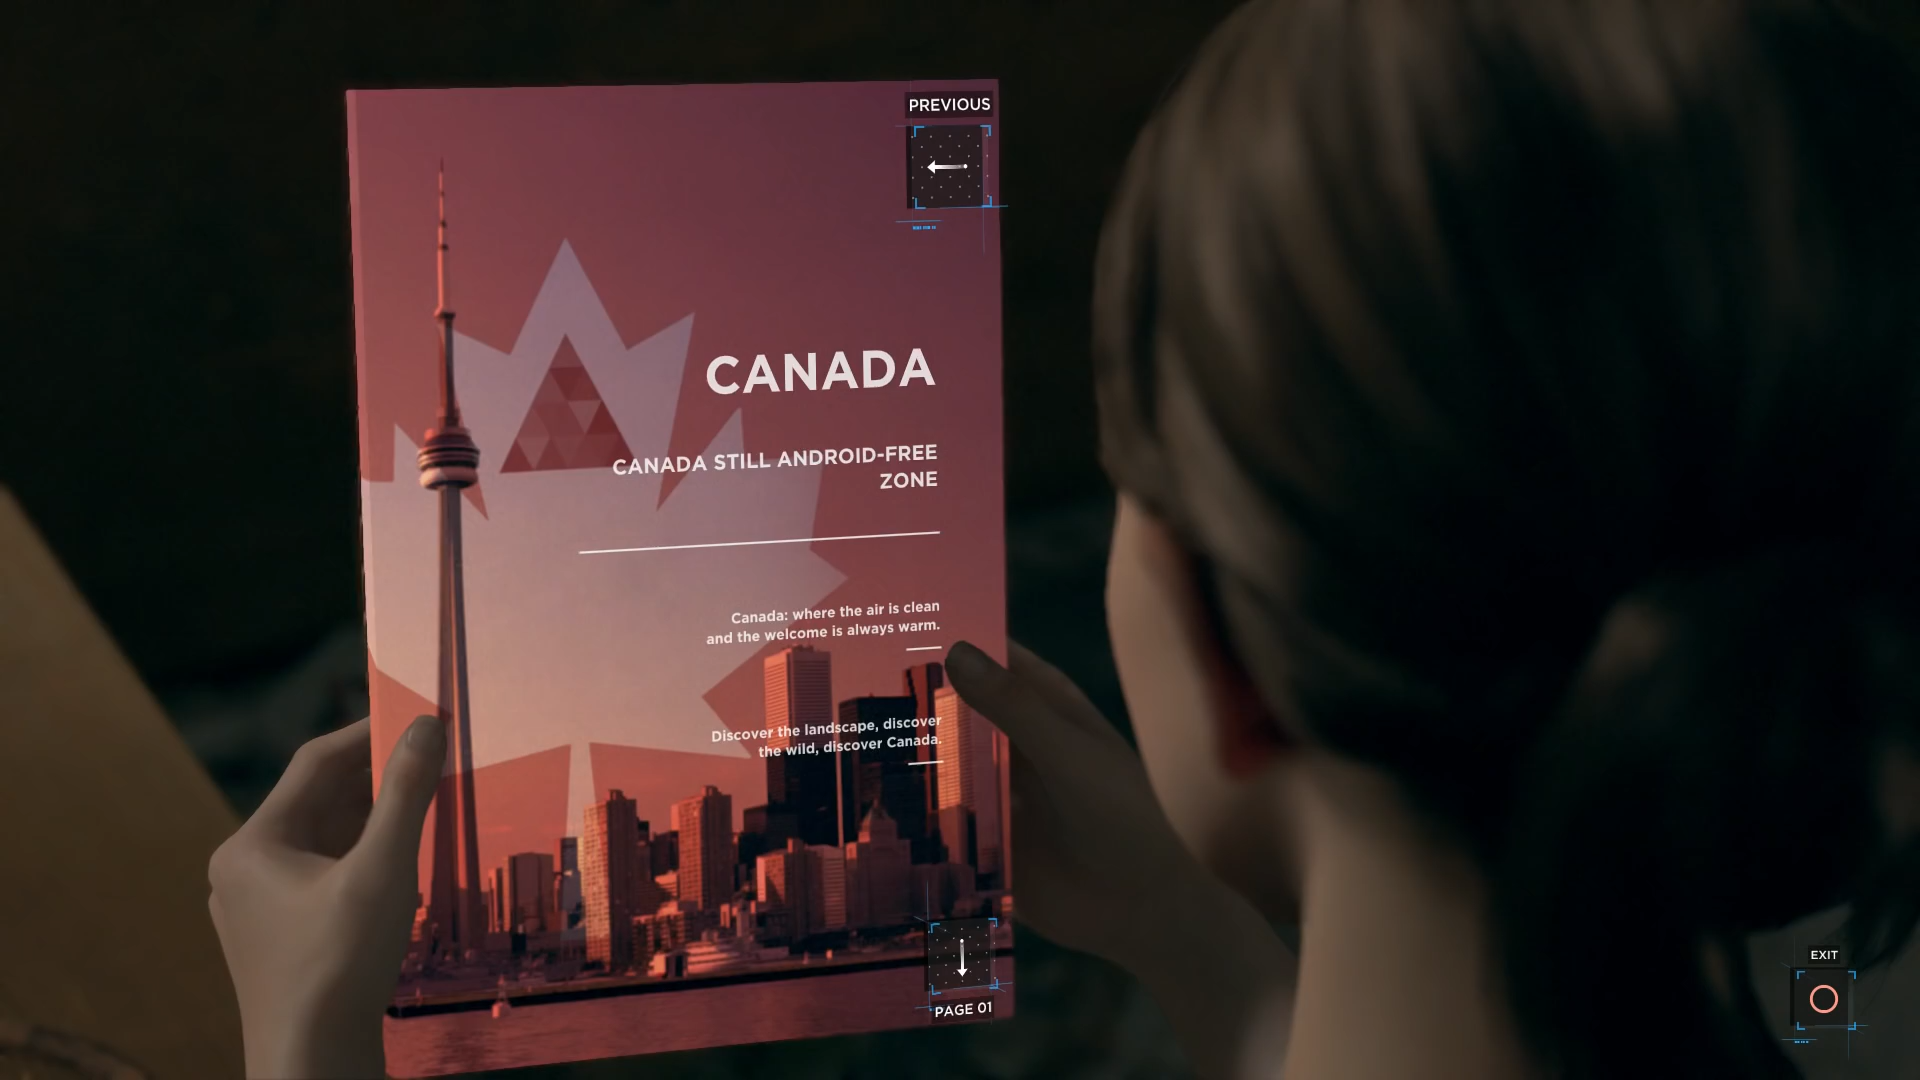 PREVIOUS
CANADA
CANADA STILL ANDROID-FREE
ZONE
Canada: where the air is clean
and the welcome is always warm.
Discover the landscape, discover
the wild, discover Canada.
PAGE 01
EXIT